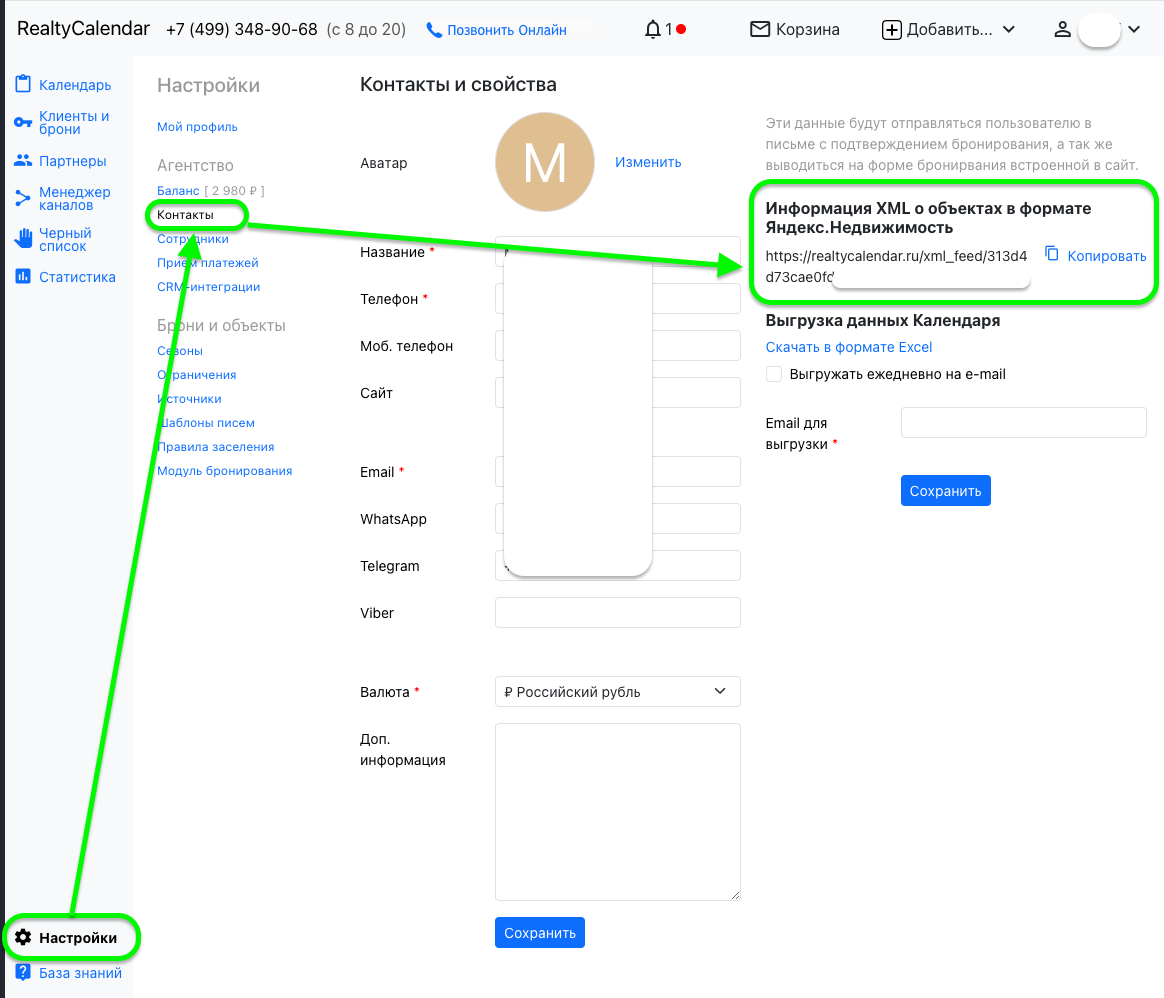 RealtyCalendar +7 (499) 348-90-68 (с 8 до 20) Позвонить Онлайн 1 Корзина Добавить...
Календарь
Клиенты и
брони
Партнеры
Менеджер
каналов
Черный
список
Статистика
Настройки
База знаний
Настройки
Мой профиль
Агентство
Баланс [ 2 980 ₽ ]
Контакты
Сотрудники
Прием платежей
CRM-интеграции
Брони и объекты
Сезоны
Ограничения
Источники
Шаблоны писем
Правила заселения
Модуль бронирования
Контакты и свойства
Аватар
М
Изменить
Название *
Телефон *
Моб. телефон
Сайт
Email *
WhatsApp
Telegram
Viber
Валюта *
₽ Российский рубль
Доп.
информация
Сохранить
Эти данные будут отправляться пользователю в
письме с подтверждением бронирования, а так же
выводиться на форме бронирвания встроенной в сайт.
Информация XML о объектах в формате
Яндекс.Недвижимость
https://realtycalendar.ru/xml_feed/313d4
d73cae0fc
Копировать
Выгрузка данных Календаря
Скачать в формате Excel
Выгружать ежедневно на e-mail
Email для
выгрузки *
Сохранить